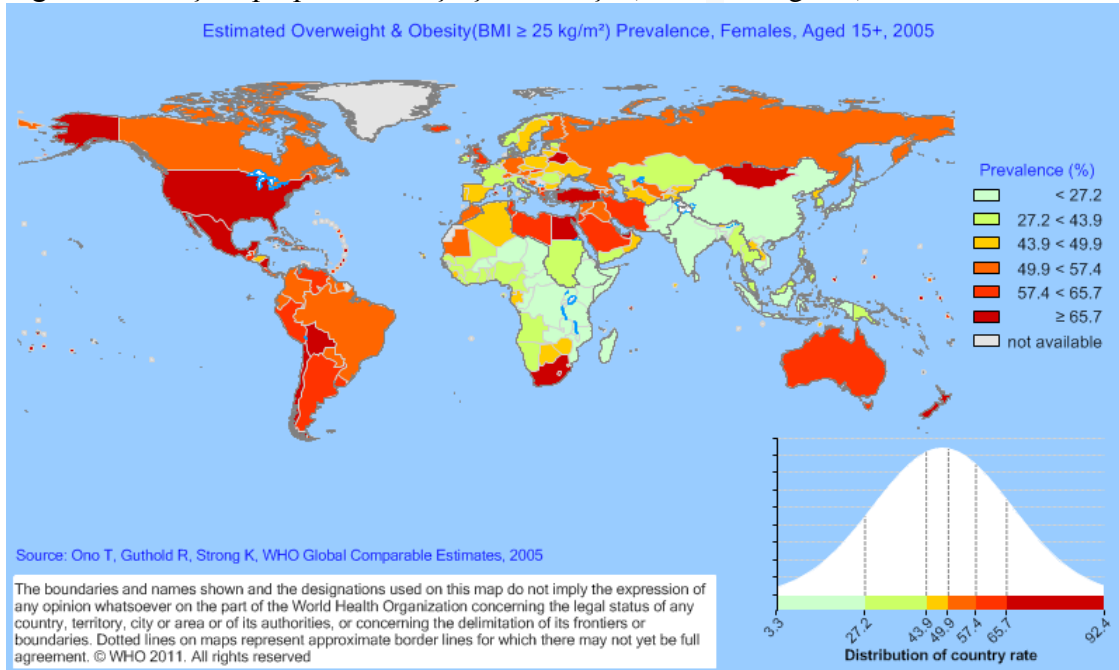 Estimated Overweight & Obesity(BMI ≥ 25 kg/m²) Prevalence, Females, Aged 15+, 2005
Prevalence (%)
< 27.2
27.2 < 43.9
43.9 < 49.9
49.9 < 57.4
57.4 < 65.7
≥ 65.7
not available
3.3
27.2
43.9
49.9
57.4
65.7
92.4
Distribution of country rate
Source: Ono T, Guthold R, Strong K, WHO Global Comparable Estimates, 2005
The boundaries and names shown and the designations used on this map do not imply the expression of
any opinion whatsoever on the part of the World Health Organization concerning the legal status of any
country, territory, city or area or of its authorities, or concerning the delimitation of its frontiers or
boundaries. Dotted lines on maps represent approximate border lines for which there may not yet be full
agreement. © WHO 2011. All rights reserved